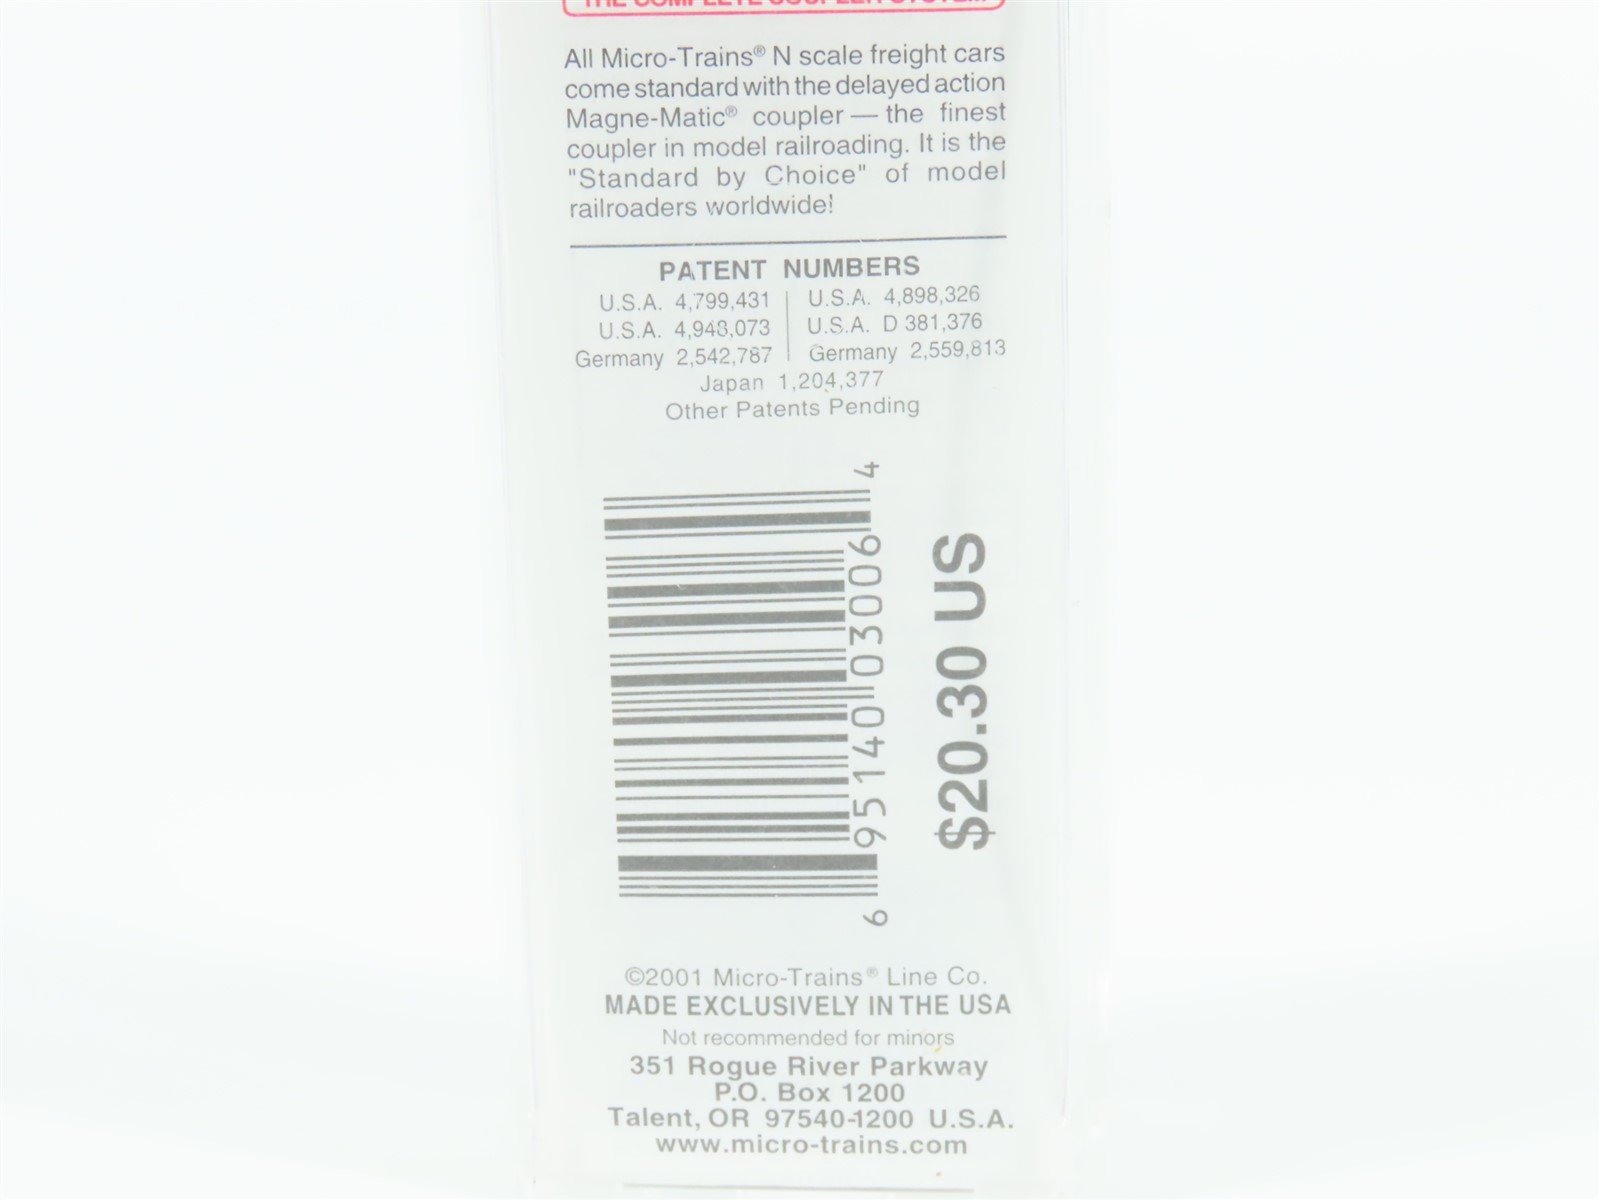 THE COMPLETE COUPLER SYSTEM
All Micro-Trains® N scale freight cars
come standard with the delayed action
Magne-Matic® coupler — the finest
coupler in model railroading. It is the
"Standard by Choice" of model
railroaders worldwide!
PATENT NUMBERS
U.S.A. 4,799,431 | U.S.A. 4,898,326
U.S.A. 4,948,073 | U.S.A. D 381,376
Germany 2,542,787 | Germany 2,559,813
Japan 1,204,377
Other Patents Pending
6 95140 03006 4
$20.30 US
©2001 Micro-Trains® Line Co.
MADE EXCLUSIVELY IN THE USA
Not recommended for minors
351 Rogue River Parkway
P.O. Box 1200
Talent, OR 97540-1200 U.S.A.
www.micro-trains.com